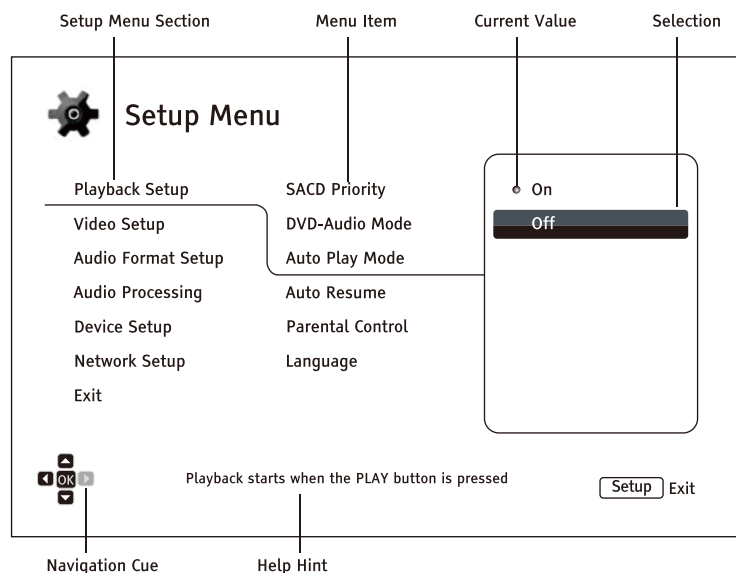 Setup Menu Section Menu Item Current Value Selection
Setup Menu
Playback Setup SACD Priority On
Video Setup DVD-Audio Mode Off
Audio Format Setup Auto Play Mode
Audio Processing Auto Resume
Device Setup Parental Control
Network Setup Language
Exit
OK Playback starts when the PLAY button is pressed Setup Exit
Navigation Cue Help Hint